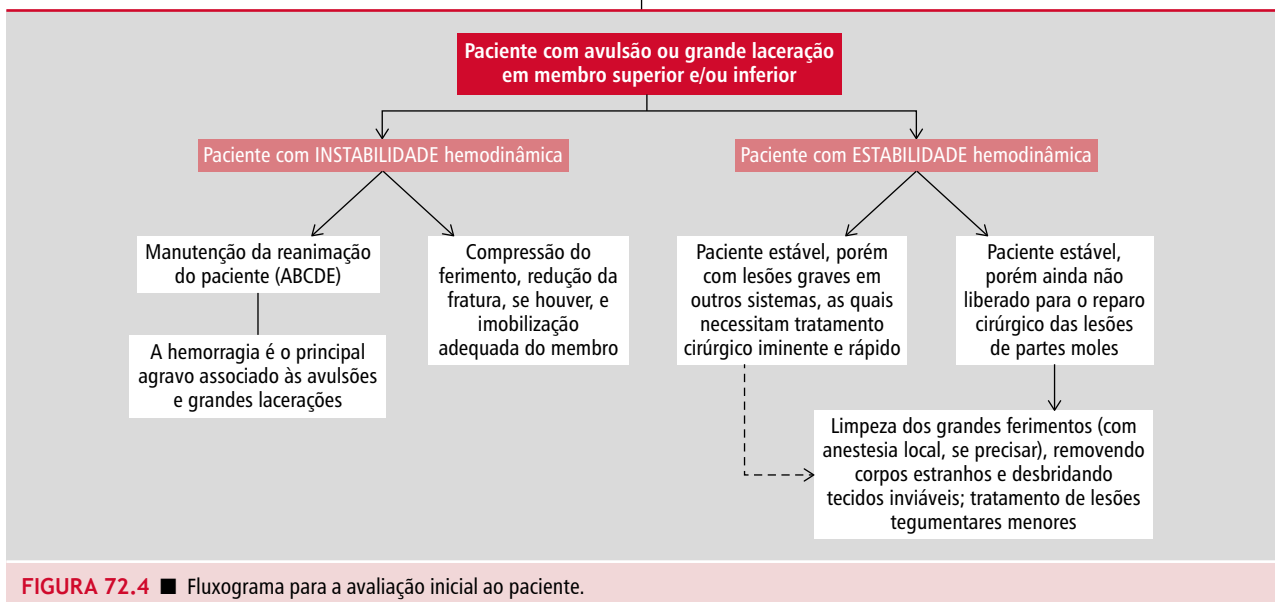 Paciente com avulsão ou grande laceração
em membro superior e/ou inferior
Paciente com INSTABILIDADE hemodinâmica
Paciente com ESTABILIDADE hemodinâmica
Manutenção da reanimação
do paciente (ABCDE)
A hemorragia é o principal
agravo associado às avulsões
e grandes lacerações
Compressão do
ferimento, redução da
fratura, se houver, e
imobilização
adequada do membro
Paciente estável, porém
com lesões graves em
outros sistemas, as quais
necessitam tratamento
cirúrgico iminente e rápido
Paciente estável,
porém ainda não
liberado para o reparo
cirúrgico das lesões
de partes moles
Limpeza dos grandes ferimentos (com
anestesia local, se precisar), removendo
corpos estranhos e desbridando
tecidos inviáveis; tratamento de lesões
tegumentares menores
FIGURA 72.4 ■ Fluxograma para a avaliação inicial ao paciente.